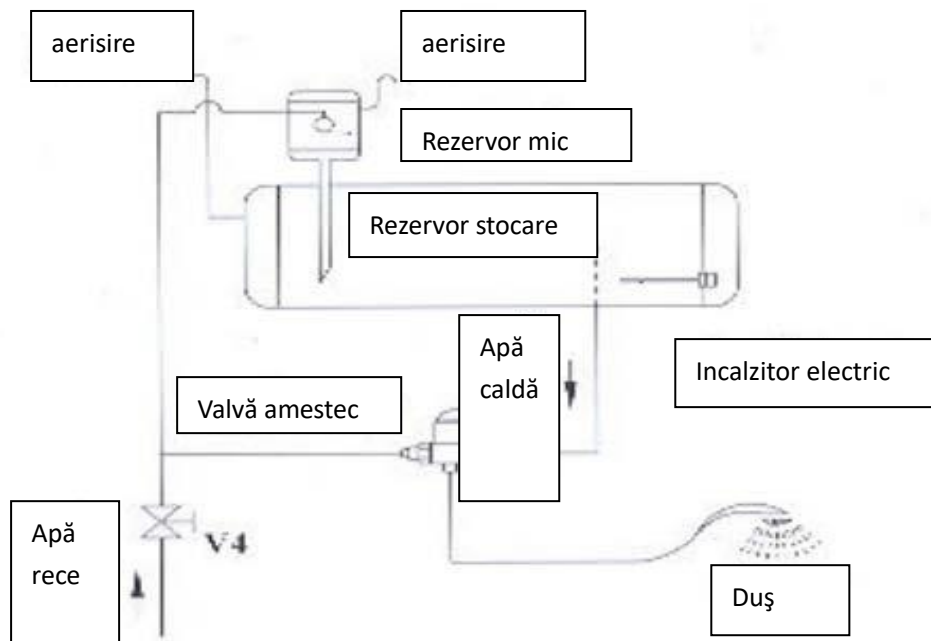 aerisire
aerisire
Rezervor mic
Rezervor stocare
Apă
caldă
Incalzitor electric
Valvă amestec
Apă
rece
V4
Duş